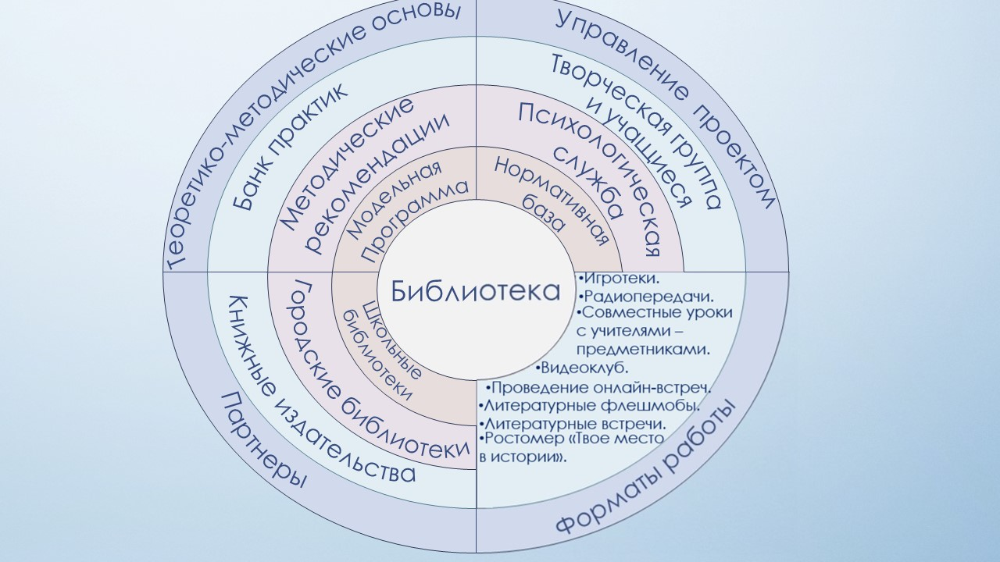 Теоретико-методические основы
Банк практик
Методические
рекомендации
Модельная
Программа
Управление проектом
Творческая группа
и учащиеся
Психологическая
служба
Нормативная
база
Библиотека
Школьные
библиотеки
Городские библиотеки
Книжные издательства
Партнеры
•Игротеки.
•Радиопередачи.
•Совместные уроки
с учителями –
предметниками.
•Видеоклуб.
•Проведение онлайн-встреч.
•Литературные флешмобы.
•Литературные встречи.
•Ростомер «Твое место
в истории».
Форматы работы